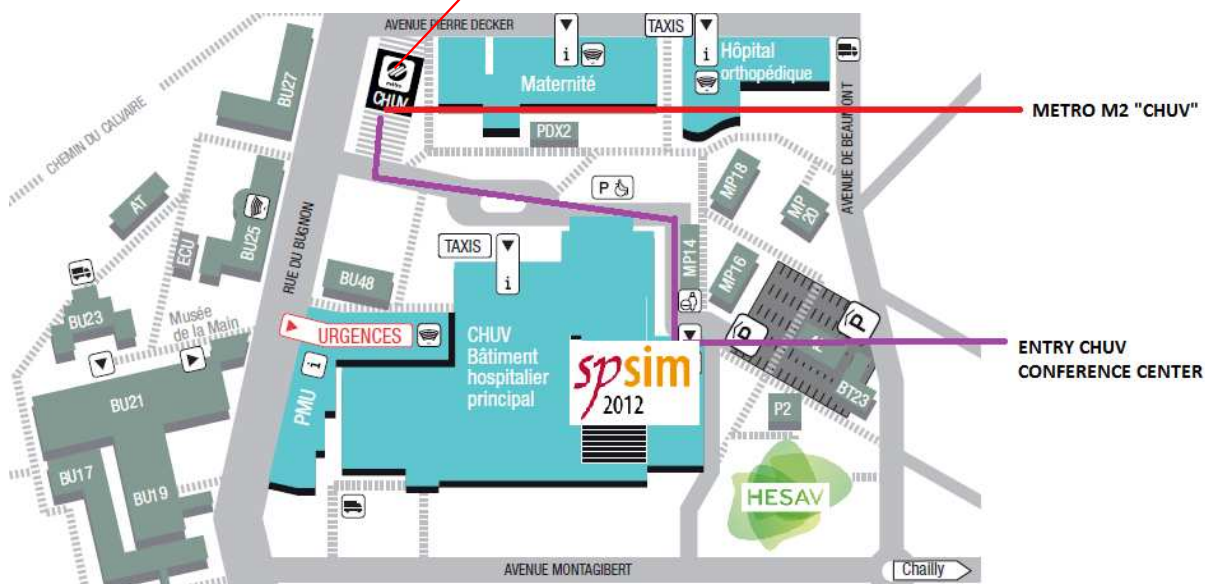 AVENUE PIERRE DECKER
TAXIS
i
i
Hôpital
orthopédique
Maternité
métro
CHUV
METRO M2 "CHUV"
BU27
CHEMIN DU CALVAIRE
PDX2
AVENUE DE BEAUMONT
MP18
MP
20
P
AT
BU25
ECU
RUE DU BUGNON
TAXIS
i
MP14
MP16
BU48
BU23
Musée
de la Main
URGENCES
CHUV
Bâtiment
hospitalier
principal
spsim
2012
P
P
ENTRY CHUV
CONFERENCE CENTER
i
PMU
BU21
BT23
P2
BU17
BU19
HESAV
AVENUE MONTAGIBERT
Chailly